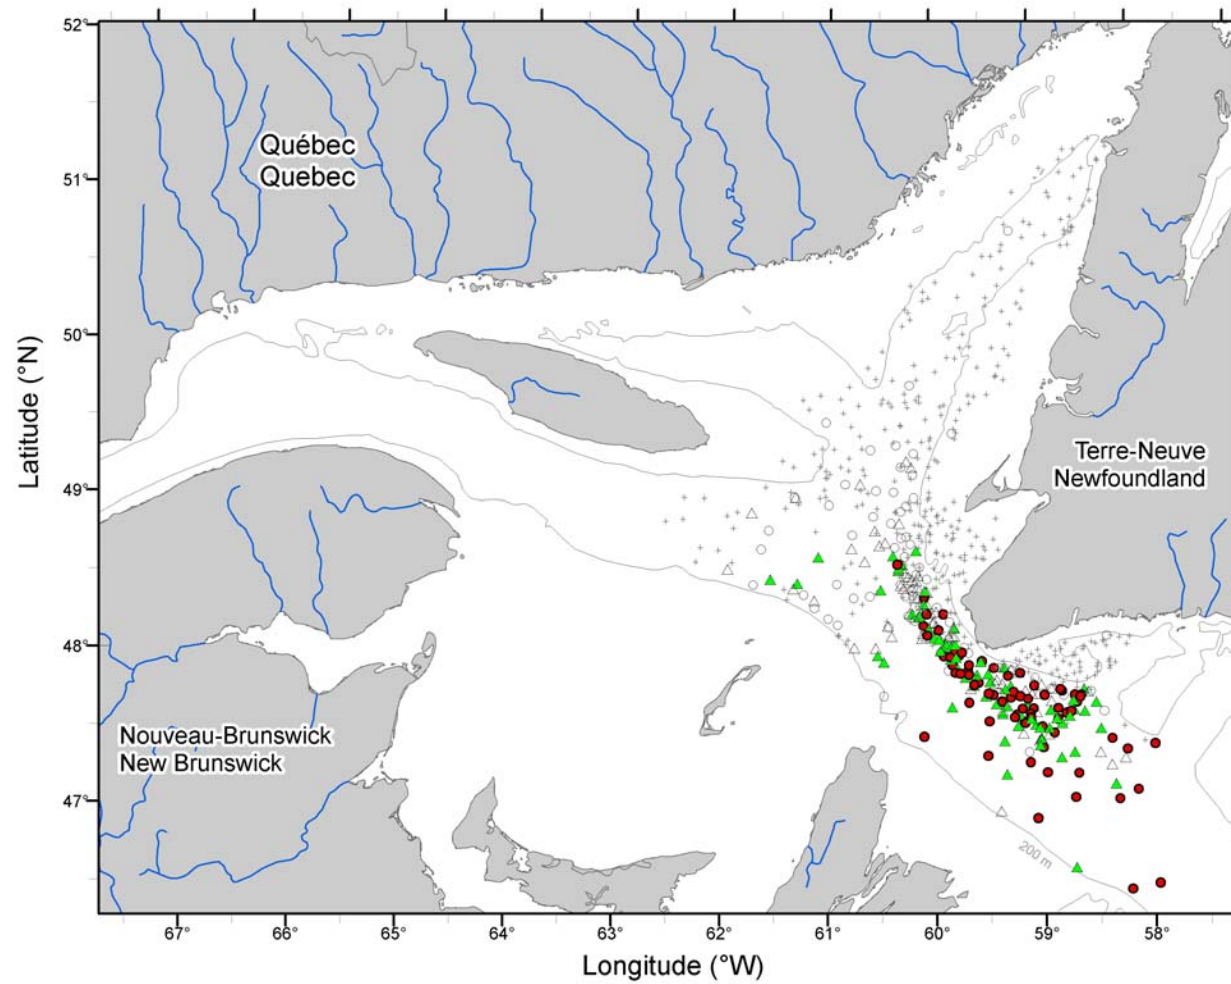 52°
51°
50°
49°
48°
47°
Latitude (°N)
Québec
Quebec
Terre-Neuve
Newfoundland
Nouveau-Brunswick
New Brunswick
200 m
67°
66°
65°
64°
63°
62°
61°
60°
59°
58°
Longitude (°W)